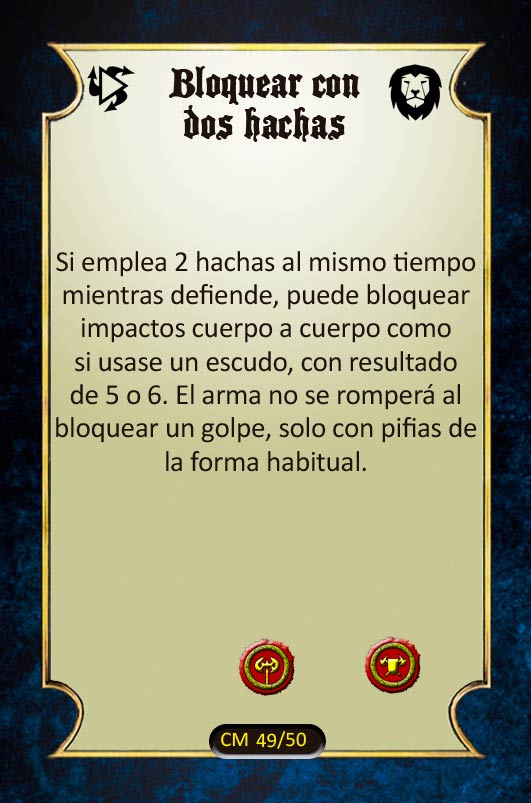 Bloquear con
dos hachas
Si emplea 2 hachas al mismo tiempo
mientras defiende, puede bloquear
impactos cuerpo a cuerpo como
si usase un escudo, con resultado
de 5 o 6. El arma no se romperá al
bloquear un golpe, solo con pifias de
la forma habitual.
CM 49/50